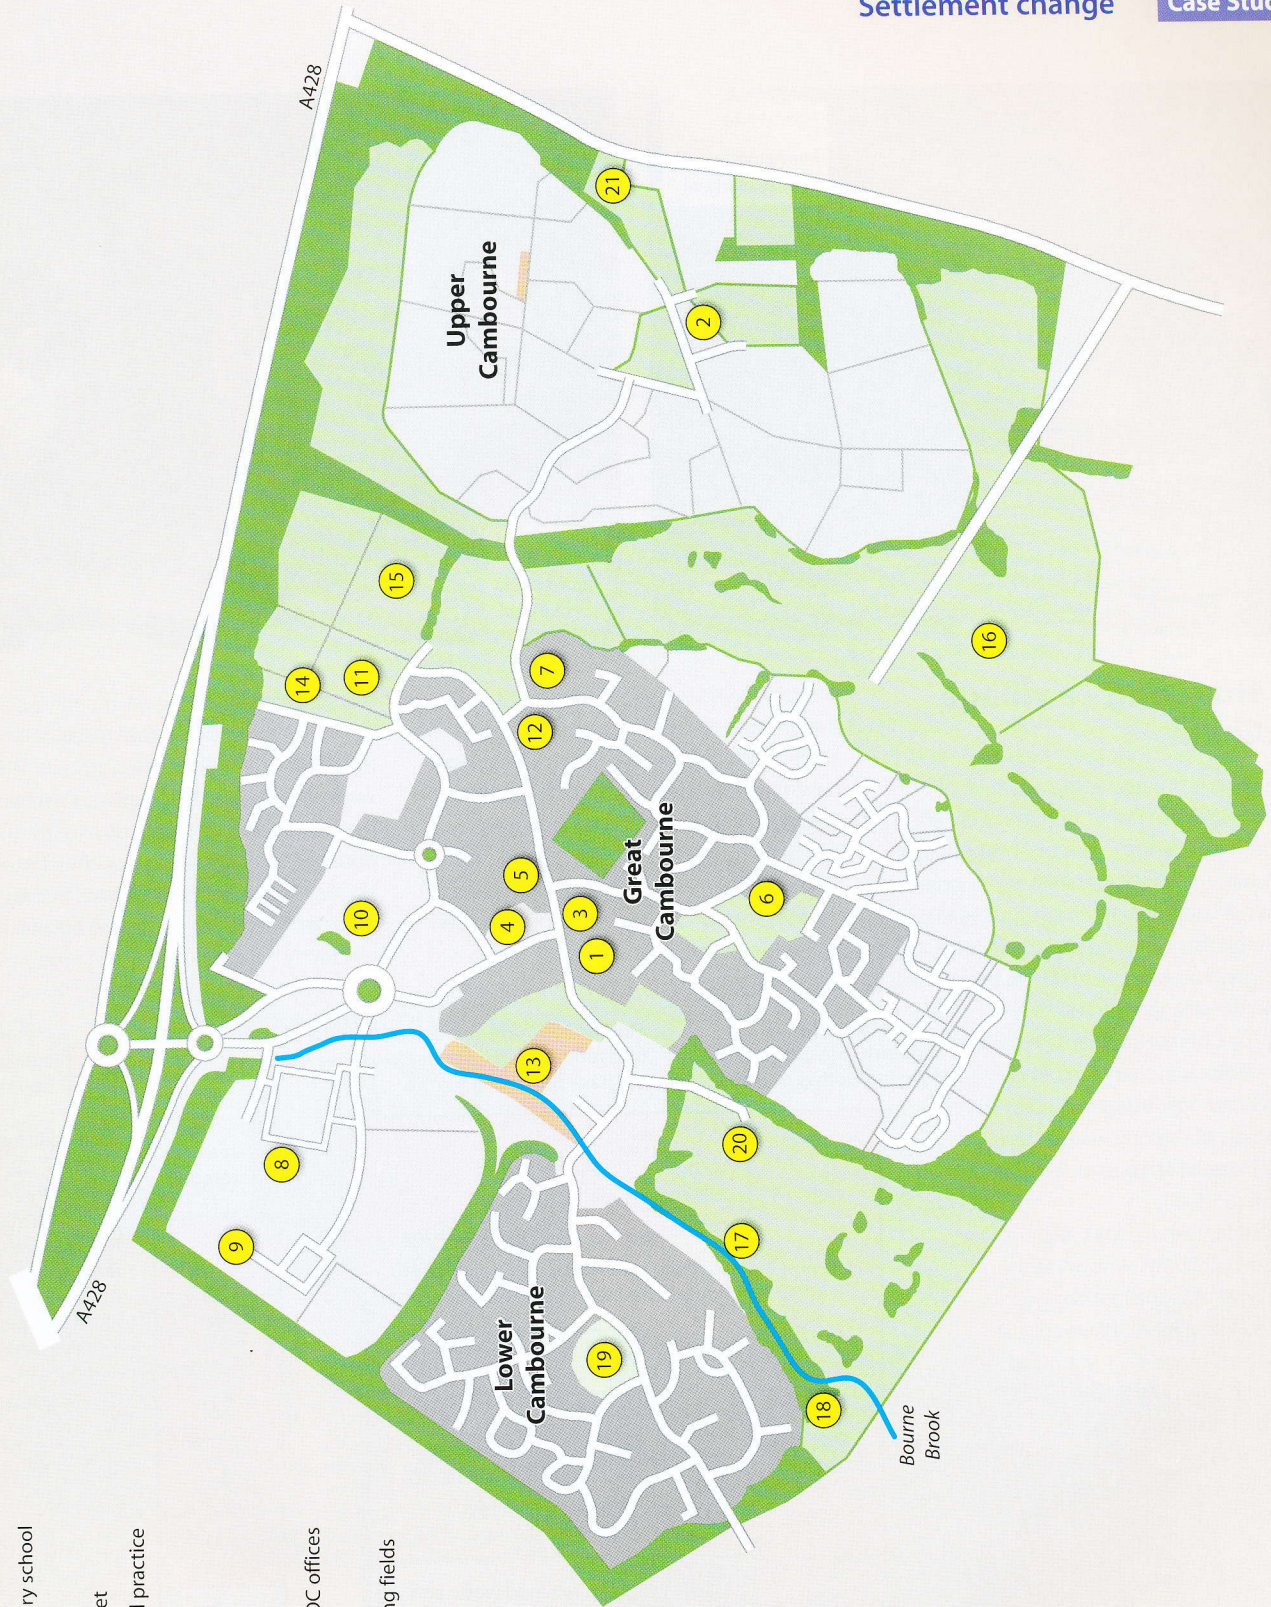 Settlement change
Case Stud
A428
A428
Upper
Cambourne
Great
Cambourne
Lower
Cambourne
Bourne
Brook
1
2
3
4
5
6
7
8
9
10
11
12
13
14
15
16
17
18
19
20
21
ry school
et
l practice
DC offices
ng fields